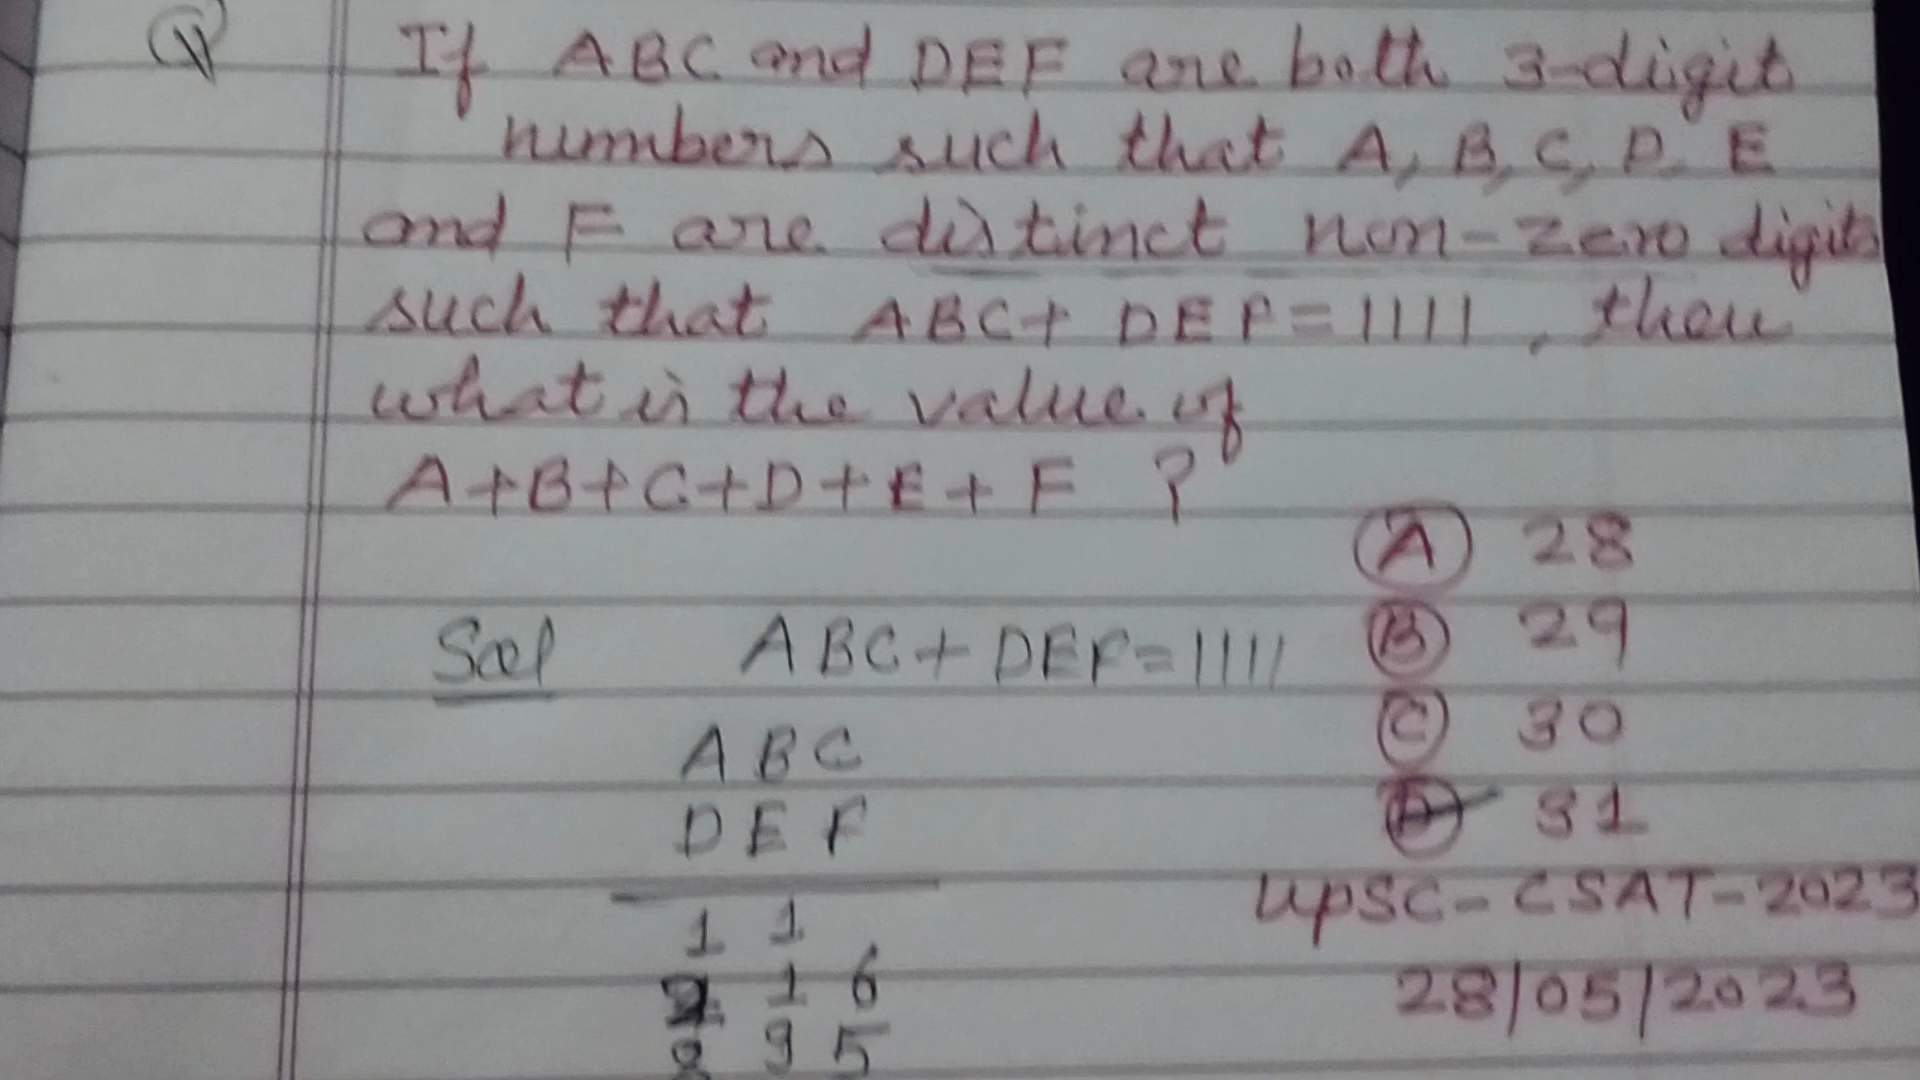 Q If ABC and DEF are both 3-digit
numbers such that A, B, C, D, E
and F are distinct non-zero digits
such that ABC + DEF = 1111, then
what is the value of
A+B+C+D+E+F ?
(A) 28
(B) 29
(C) 30
(D) 31
Sol ABC + DEF = 1111
ABC
DEF
1 1
1 6
9 5
UPSC-CSAT-2023
28/05/2023